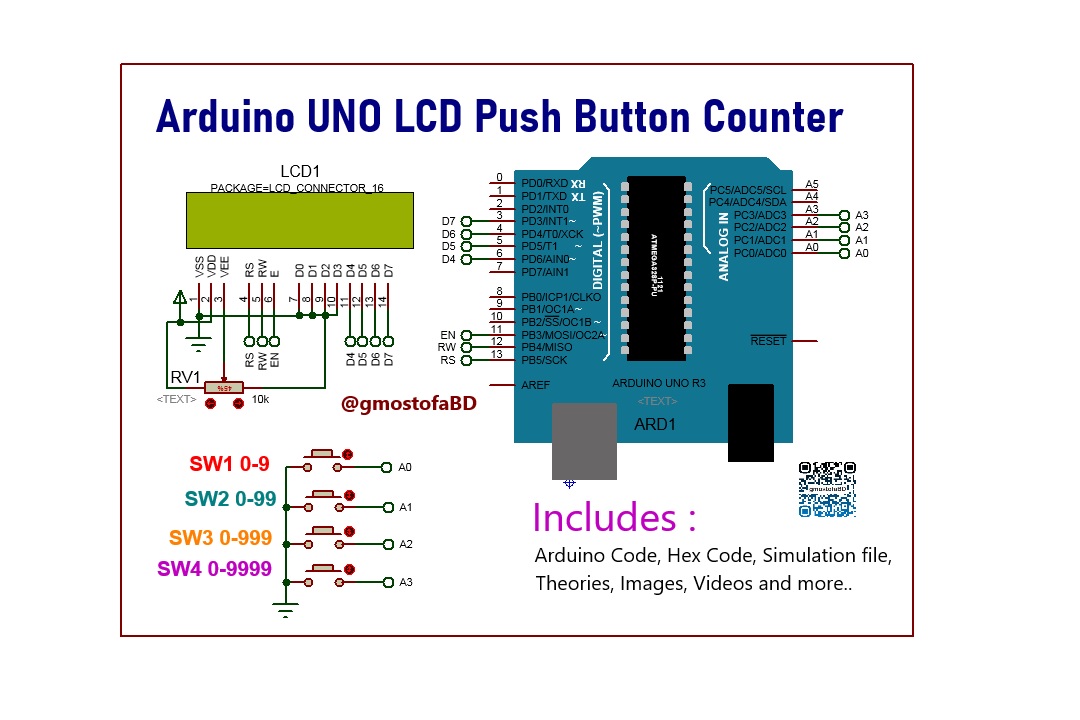 Arduino UNO LCD Push Button Counter
LCD1
PACKAGE=LCD_CONNECTOR_16
VSS VDD VEE RS RW E D0 D1 D2 D3 D4 D5 D6 D7
1 2 3 4 5 6 7 8 9 10 11 12 13 14
RS RW EN D4 D5 D6 D7
RV1
45%
<TEXT>
10k
@gmostofaBD
0 PD0/RXD RX
1 PD1/TXD TX
2 PD2/INT0
D7 3 PD3/INT1~
D6 4 PD4/T0/XCK
D5 5 PD5/T1 ~
D4 6 PD6/AIN0~
7 PD7/AIN1
8 PB0/ICP1/CLKO
9 PB1/OC1A~
10 PB2/SS/OC1B~
EN 11 PB3/MOSI/OC2A~
RW 12 PB4/MISO
RS 13 PB5/SCK
AREF
DIGITAL (~PWM)
ATMEGA328P-PU
1121
ANALOG IN
PC5/ADC5/SCL A5
PC4/ADC4/SDA A4
PC3/ADC3 A3 A3
PC2/ADC2 A2 A2
PC1/ADC1 A1 A1
PC0/ADC0 A0 A0
RESET
ARDUINO UNO R3
<TEXT>
ARD1
SW1 0-9 A0
SW2 0-99 A1
SW3 0-999 A2
SW4 0-9999 A3
gmostofaBD
Includes :
Arduino Code, Hex Code, Simulation file,
Theories, Images, Videos and more..